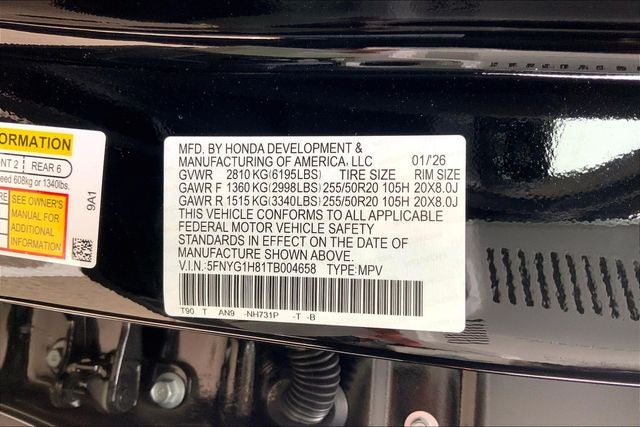 ORMATION
NT 2 REAR 6
eed 608kg or 1340lbs.
RE
SEE OWNER'S
MANUAL FOR
ADDITIONAL
INFORMATION
9A1
MFD. BY HONDA DEVELOPMENT &
MANUFACTURING OF AMERICA, LLC 01/'26
GVWR 2810 KG(6195LBS) TIRE SIZE RIM SIZE
GAWR F 1360 KG(2998LBS) 255/50R20 105H 20X8.0J
GAWR R 1515 KG(3340LBS) 255/50R20 105H 20X8.0J
THIS VEHICLE CONFORMS TO ALL APPLICABLE
FEDERAL MOTOR VEHICLE SAFETY
STANDARDS IN EFFECT ON THE DATE OF
MANUFACTURE SHOWN ABOVE.
V.I.N.: 5FNYG1H81TB004658 TYPE: MPV
T90 T AN9 -NH731P -T -B